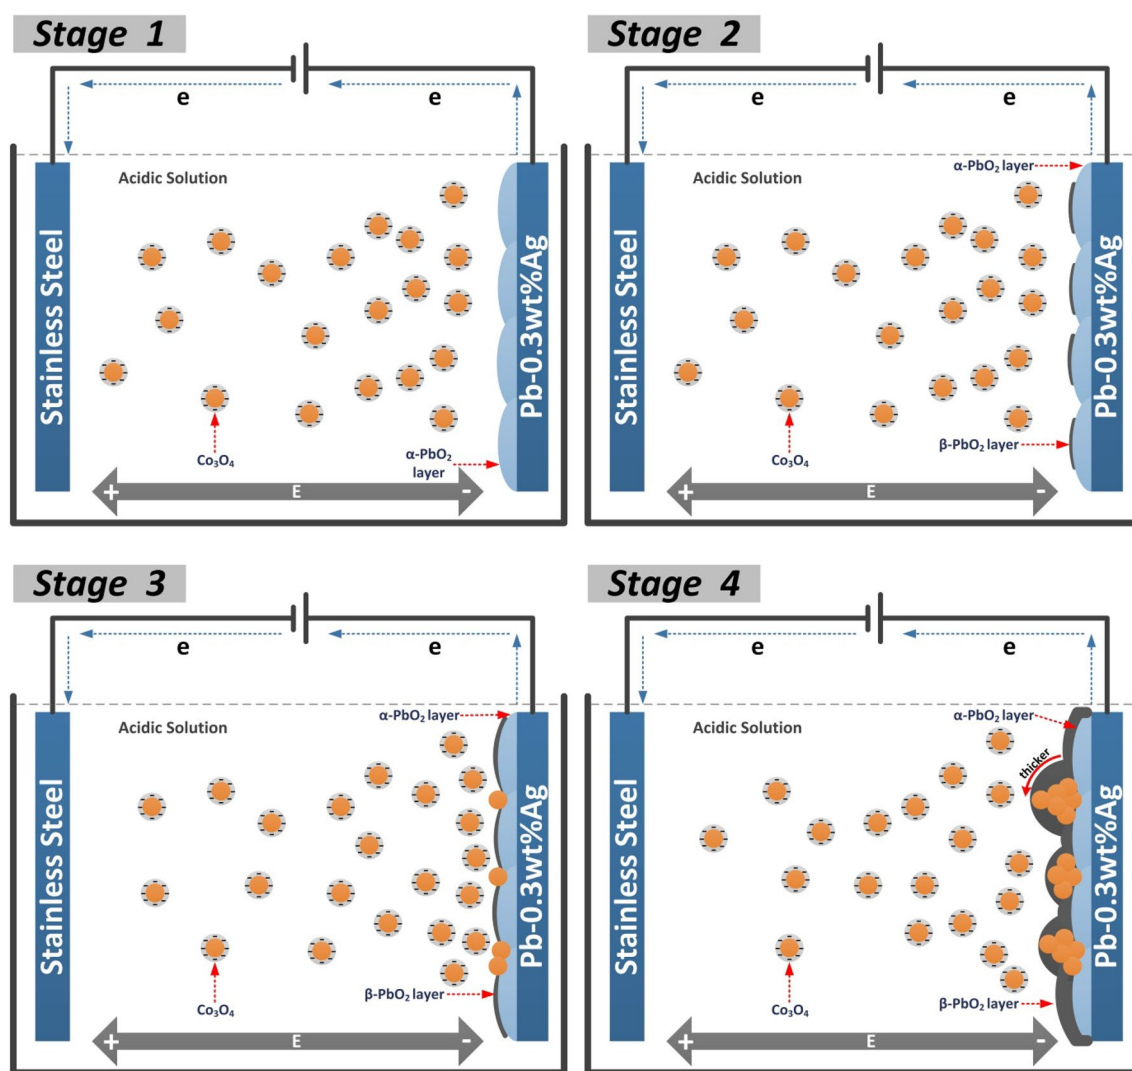 Stage 1
e
e
Acidic Solution
Stainless Steel
Pb-0.3wt%Ag
Co₃O₄
α-PbO₂
layer
+ E -
Stage 2
e
e
α-PbO₂ layer
Acidic Solution
Stainless Steel
Pb-0.3wt%Ag
β-PbO₂ layer
Co₃O₄
+ E -
Stage 3
e
e
α-PbO₂ layer
Acidic Solution
Stainless Steel
Pb-0.3wt%Ag
β-PbO₂ layer
Co₃O₄
+ E -
Stage 4
e
e
α-PbO₂ layer
Acidic Solution
thicker
Stainless Steel
Pb-0.3wt%Ag
β-PbO₂ layer
Co₃O₄
+ E -